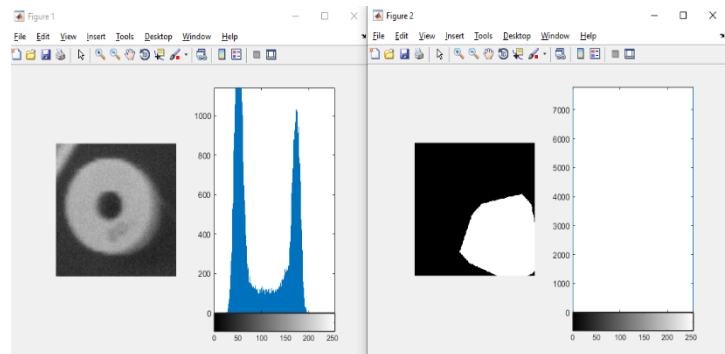 Figure 1
File Edit View Insert Tools Desktop Window Help
1000
800
600
400
200
0
0 50 100 150 200 250
Figure 2
File Edit View Insert Tools Desktop Window Help
7000
6000
5000
4000
3000
2000
1000
0
0 50 100 150 200 250